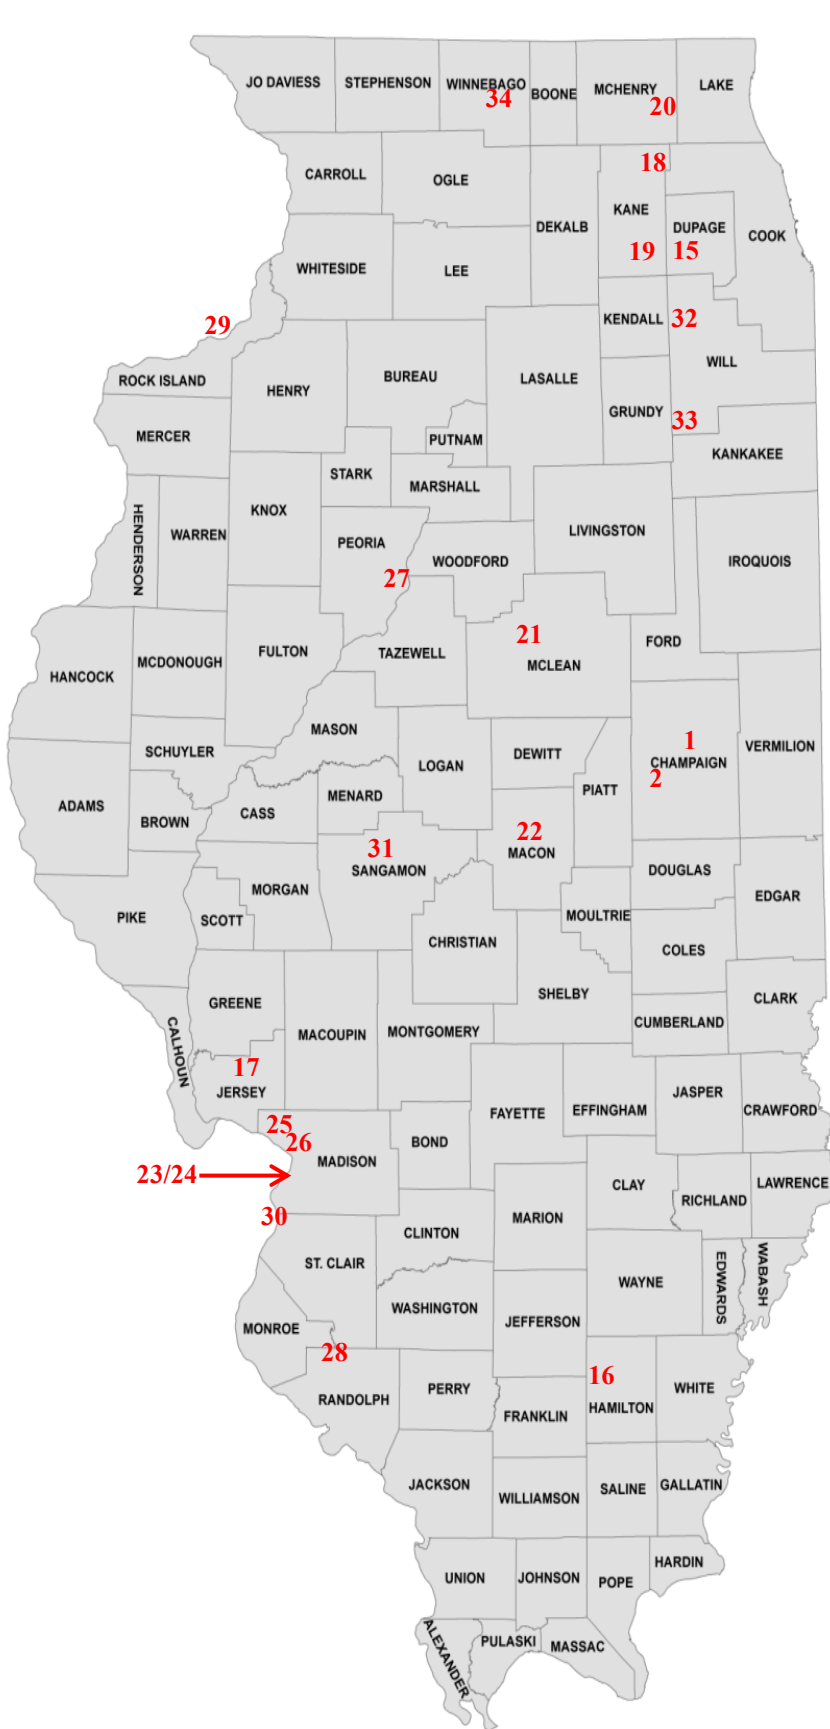 JO DAVIESS
STEPHENSON
WINNEBAGO
34
BOONE
MCHENRY
20
LAKE
CARROLL
OGLE
18
KANE
19
DEKALB
DUPAGE
15
COOK
WHITESIDE
LEE
29
KENDALL
32
ROCK ISLAND
HENRY
BUREAU
LASALLE
WILL
GRUNDY
33
MERCER
PUTNAM
KANKAKEE
STARK
MARSHALL
HENDERSON
WARREN
KNOX
PEORIA
27
WOODFORD
LIVINGSTON
IROQUOIS
21
MCLEAN
FORD
HANCOCK
MCDONOUGH
FULTON
TAZEWELL
MASON
SCHUYLER
LOGAN
DEWITT
PIATT
1
CHAMPAIGN
2
VERMILION
ADAMS
BROWN
CASS
MENARD
22
MACON
31
SANGAMON
DOUGLAS
EDGAR
PIKE
SCOTT
MORGAN
CHRISTIAN
MOULTRIE
COLES
SHELBY
CLARK
GREENE
CALHOUN
MACOUPIN
MONTGOMERY
CUMBERLAND
17
JERSEY
FAYETTE
EFFINGHAM
JASPER
CRAWFORD
25
26
MADISON
23/24
BOND
CLAY
RICHLAND
LAWRENCE
30
ST. CLAIR
CLINTON
MARION
WAYNE
EDWARDS
WABASH
MONROE
WASHINGTON
JEFFERSON
28
RANDOLPH
PERRY
16
HAMILTON
WHITE
FRANKLIN
JACKSON
WILLIAMSON
SALINE
GALLATIN
UNION
JOHNSON
POPE
HARDIN
ALEXANDER
PULASKI
MASSAC